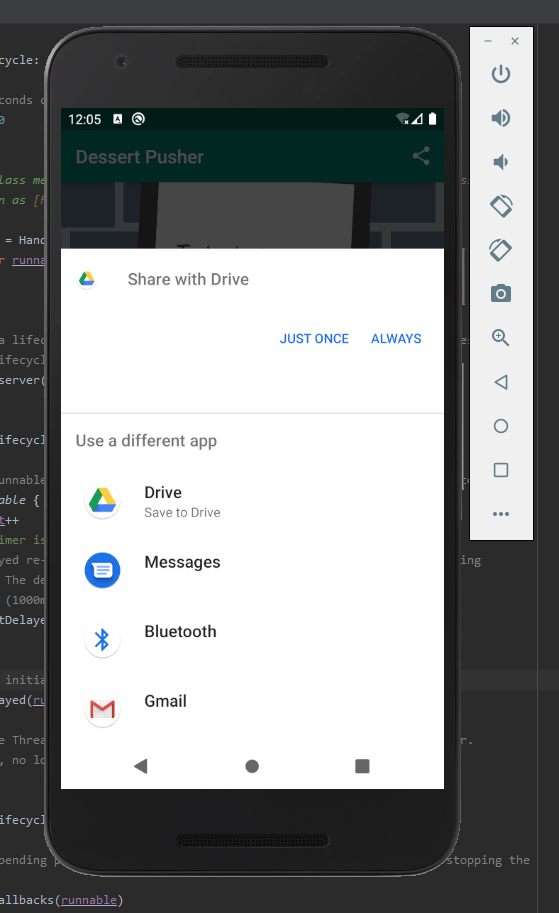 cycle:
conds
0
12:05
Dessert Pusher
lass me
n as [
= Hand
r runna
Share with Drive
JUST ONCE ALWAYS
a lifec
ifecycle
server(
Use a different app
ifecycl
Drive
Save to Drive
unnable
able {
t++
Messages
imer is
yed re-
ing
The de
(1000m
tDelaye
Bluetooth
initia
ayed(ru
Gmail
e Threa
r.
, no lo
ifecycl
pending p
stopping the
allbacks(runnable)